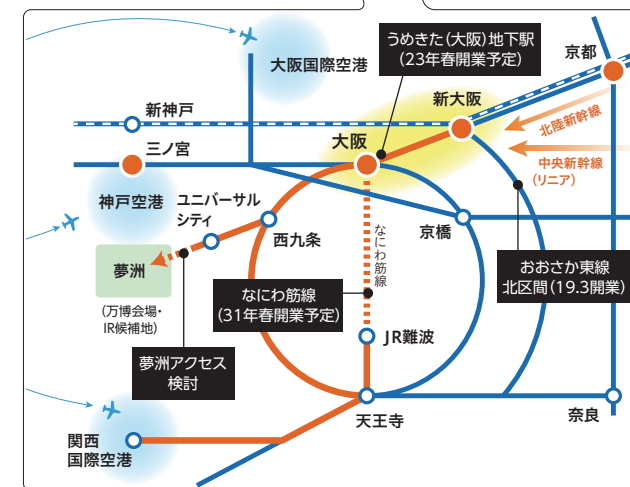 うめきた(大阪)地下駅
(23年春開業予定)
京都
大阪国際空港
新大阪
新神戸
北陸新幹線
大阪
三ノ宮
中央新幹線
(リニア)
神戸空港
ユニバーサル
シティ
西九条
京橋
なにわ筋線
おおさか東線
北区間(19.3開業)
夢洲
(万博会場・
IR候補地)
なにわ筋線
(31年春開業予定)
夢洲アクセス
検討
JR難波
天王寺
奈良
関西
国際空港